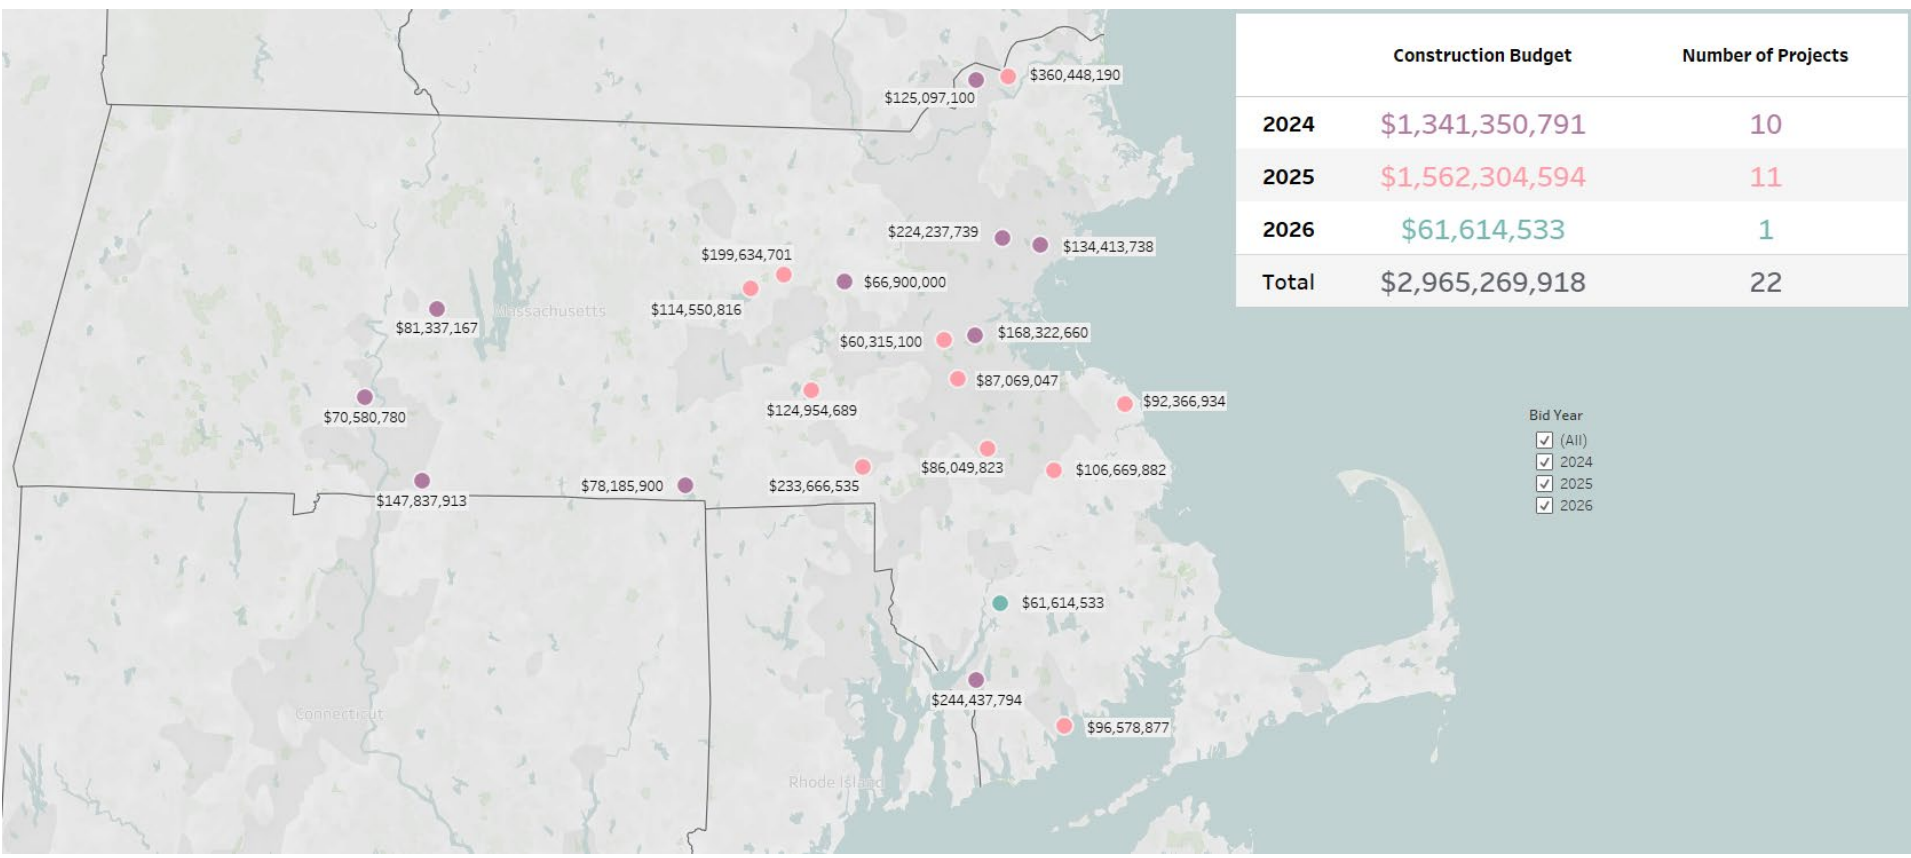 Construction Budget Number of Projects
2024 $1,341,350,791 10
2025 $1,562,304,594 11
2026 $61,614,533 1
Total $2,965,269,918 22
$360,448,190
$125,097,100
$224,237,739
$134,413,738
$199,634,701
$66,900,000
$114,550,816
Massachusetts
$81,337,167
$168,322,660
$60,315,100
$87,069,047
$92,366,934
$124,954,689
$70,580,780
$86,049,823
$106,669,882
$233,666,535
$78,185,900
$147,837,913
Bid Year
(All)
2024
2025
2026
$61,614,533
$244,437,794
Connecticut
$96,578,877
Rhode Island